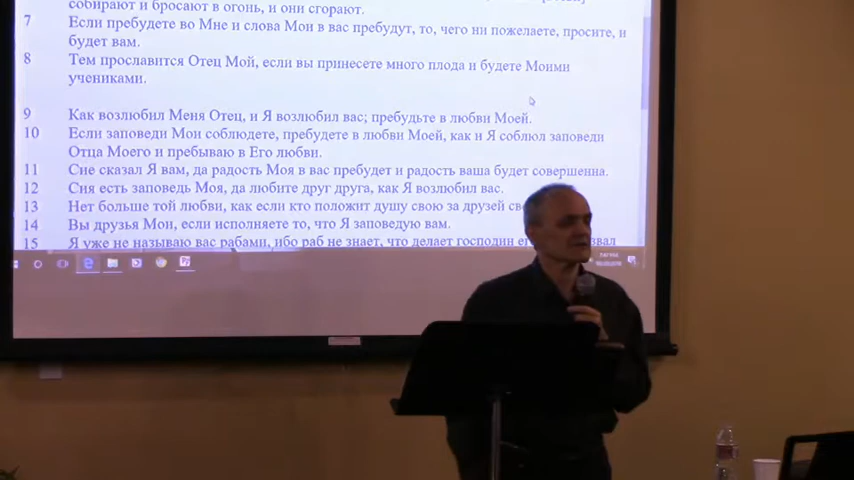 собирают и бросают в огонь, и они сгорают.
7 Если пребудете во Мне и слова Мои в вас пребудут, то, чего ни пожелаете, просите, и
будет вам.
8 Тем прославится Отец Мой, если вы принесете много плода и будете Моими
учениками.
9 Как возлюбил Меня Отец, и Я возлюбил вас; пребудьте в любви Моей.
10 Если заповеди Мои соблюдете, пребудете в любви Моей, как и Я соблюл заповеди
Отца Моего и пребываю в Его любви.
11 Сие сказал Я вам, да радость Моя в вас пребудет и радость ваша будет совершенна.
12 Сия есть заповедь Моя, да любите друг друга, как Я возлюбил вас.
13 Нет больше той любви, как если кто положит душу свою за друзей
14 Вы друзья Мои, если исполняете то, что Я заповедую вам.
15 Я уже не называю вас рабами, ибо раб не знает, что делает господин